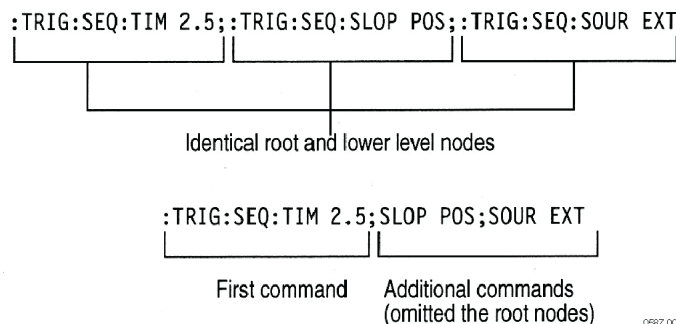 :TRIG:SEQ:TIM 2.5;:TRIG:SEQ:SLOP POS;:TRIG:SEQ:SOUR EXT
Identical root and lower level nodes
:TRIG:SEQ:TIM 2.5;SLOP POS;SOUR EXT
First command Additional commands
(omitted the root nodes)